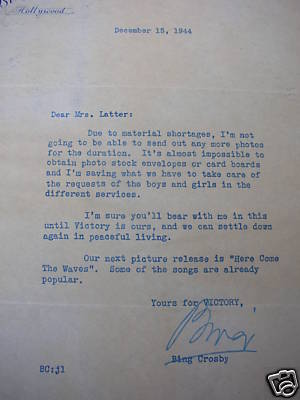 Hollywood
December 15, 1944
Dear Mrs. Latter:
Due to material shortages, I'm not
going to be able to send out any more photos
for the duration. It's almost impossible to
obtain photo stock envelopes or card boards
and I'm saving what we have to take care of
the requests of the boys and girls in the
different services.
I'm sure you'll bear with me in this
until Victory is ours, and we can settle down
again in peaceful living.
Our next picture release is "Here Come
The Waves". Some of the songs are already
popular.
Yours for VICTORY,
Bing
Bing Crosby
BC:jl
ebY